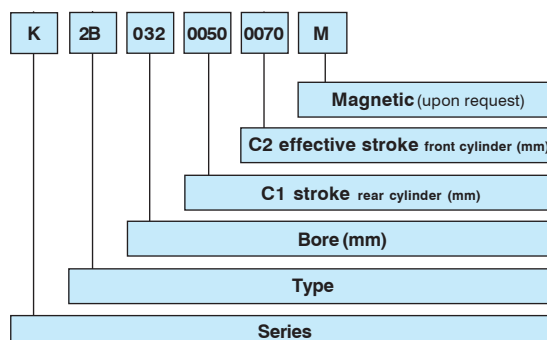 K 2B 032 0050 0070 M
Magnetic (upon request)
C2 effective stroke front cylinder (mm)
C1 stroke rear cylinder (mm)
Bore (mm)
Type
Series